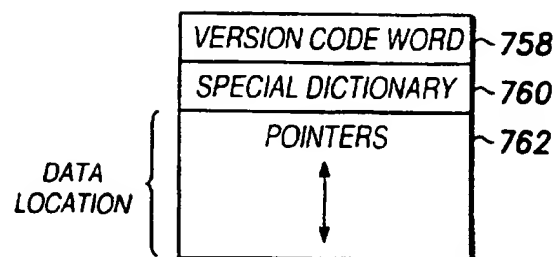 VERSION CODE WORD 758
SPECIAL DICTIONARY 760
POINTERS 762
DATA
LOCATION